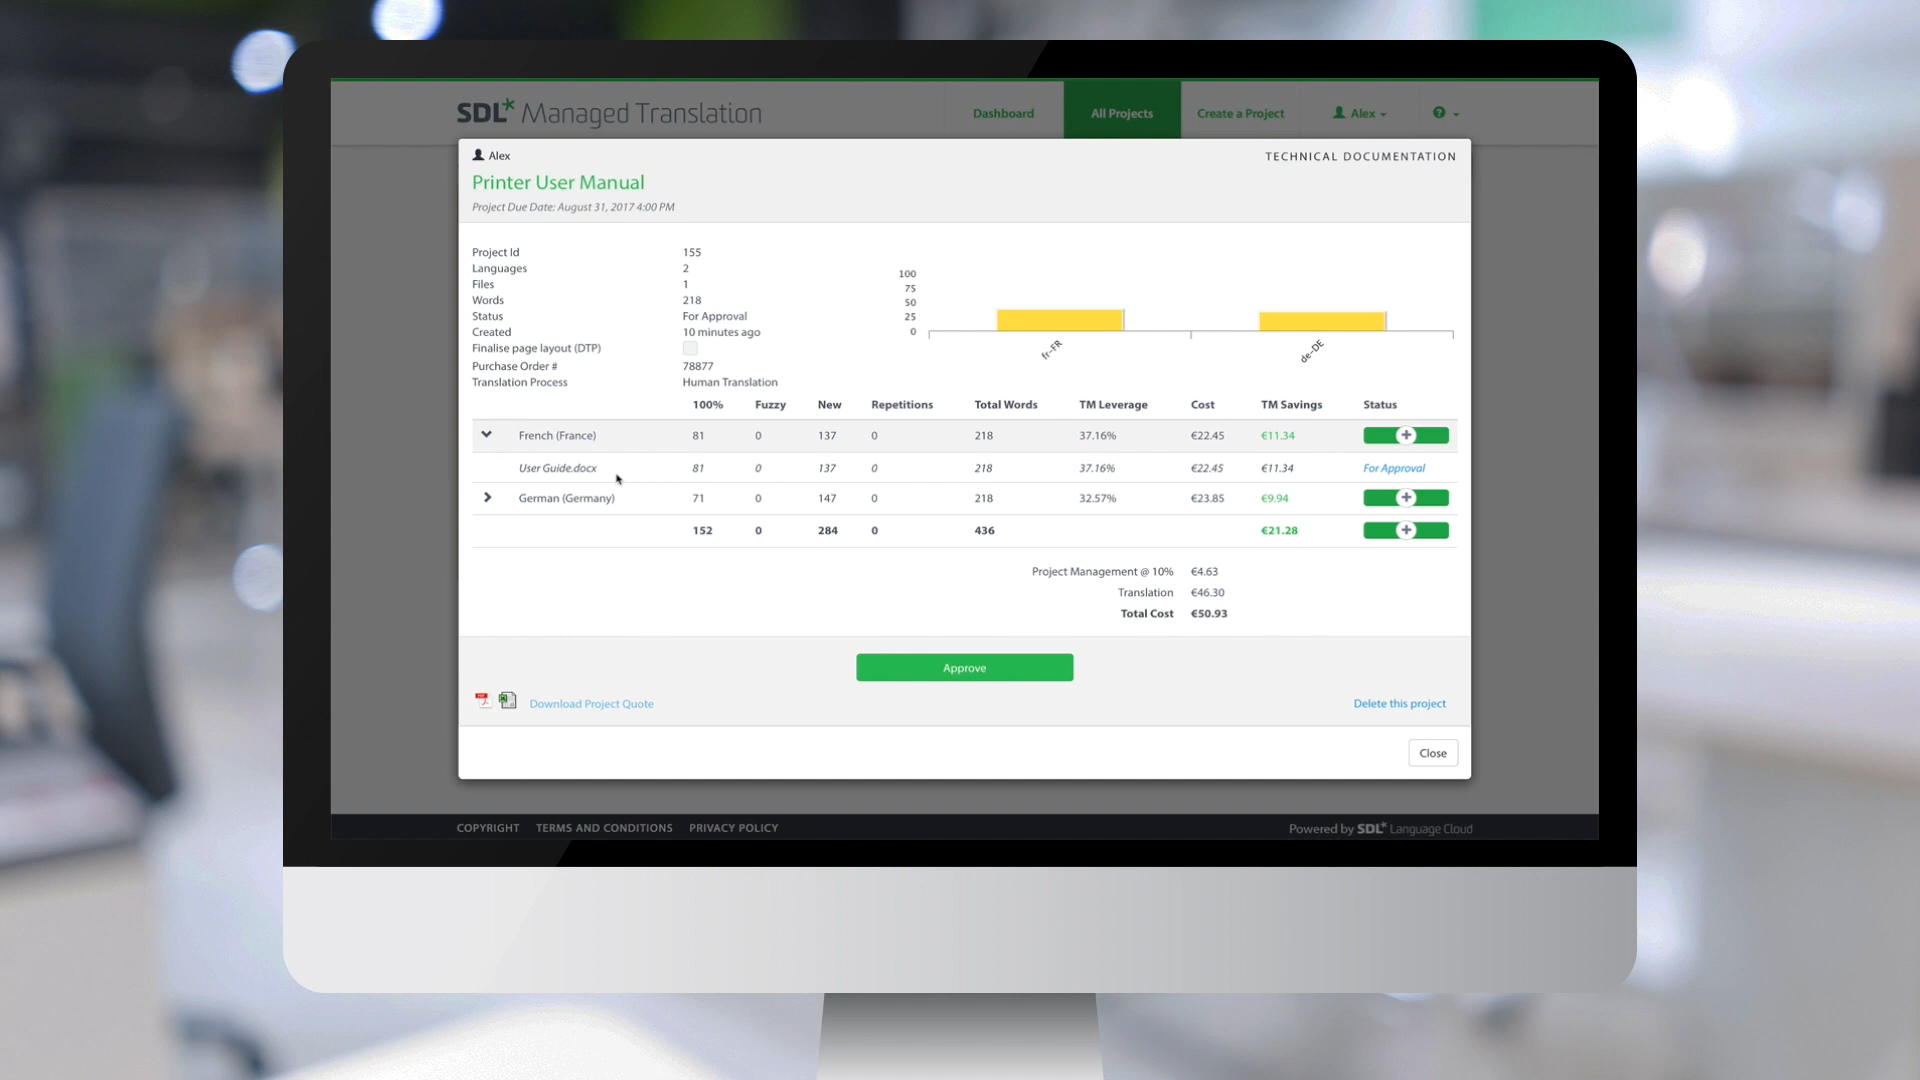 SDL* Managed Translation
Dashboard
All Projects
Create a Project
Alex
?
Alex
TECHNICAL DOCUMENTATION
Printer User Manual
Project Due Date: August 31, 2017 4:00 PM
Project Id 155
Languages 2
Files 1
Words 218
Status For Approval
Created 10 minutes ago
Finalise page layout (DTP)
Purchase Order # 78877
Translation Process Human Translation
100
75
50
25
0
fr-FR
de-DE
100% Fuzzy New Repetitions Total Words TM Leverage Cost TM Savings Status
French (France) 81 0 137 0 218 37.16% €22.45 €11.34 +
User Guide.docx 81 0 137 0 218 37.16% €22.45 €11.34 For Approval
German (Germany) 71 0 147 0 218 32.57% €23.85 €9.94 +
152 0 284 0 436 €21.28 +
Project Management @ 10% €4.63
Translation €46.30
Total Cost €50.93
Approve
Download Project Quote
Delete this project
Close
COPYRIGHT TERMS AND CONDITIONS PRIVACY POLICY
Powered by SDL* Language Cloud